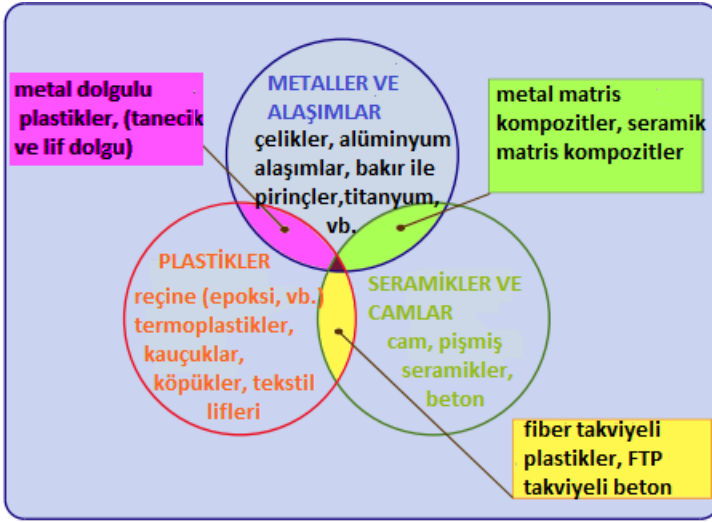 metal dolgulu
plastikler, (tanecik
ve lif dolgu)
METALLER VE
ALAŞIMLAR
çelikler, alüminyum
alaşımlar, bakır ile
pirinçler,titanyum,
vb.
metal matris
kompozitler, seramik
matris kompozitler
PLASTİKLER
reçine (epoksi, vb.)
termoplastikler,
kauçuklar,
köpükler, tekstil
lifleri
SERAMİKLER VE
CAMLAR
cam, pişmiş
seramikler,
beton
fiber takviyeli
plastikler, FTP
takviyeli beton